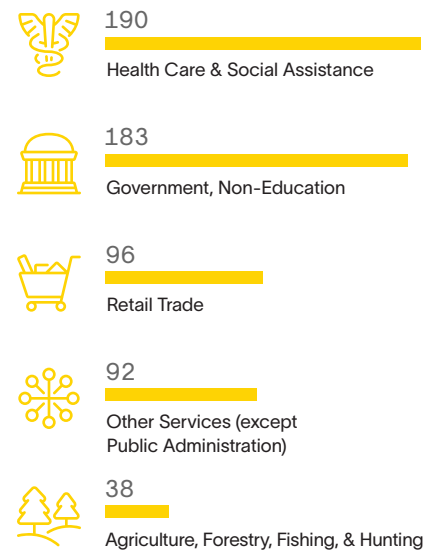 190
Health Care & Social Assistance
183
Government, Non-Education
96
Retail Trade
92
Other Services (except
Public Administration)
38
Agriculture, Forestry, Fishing, & Hunting